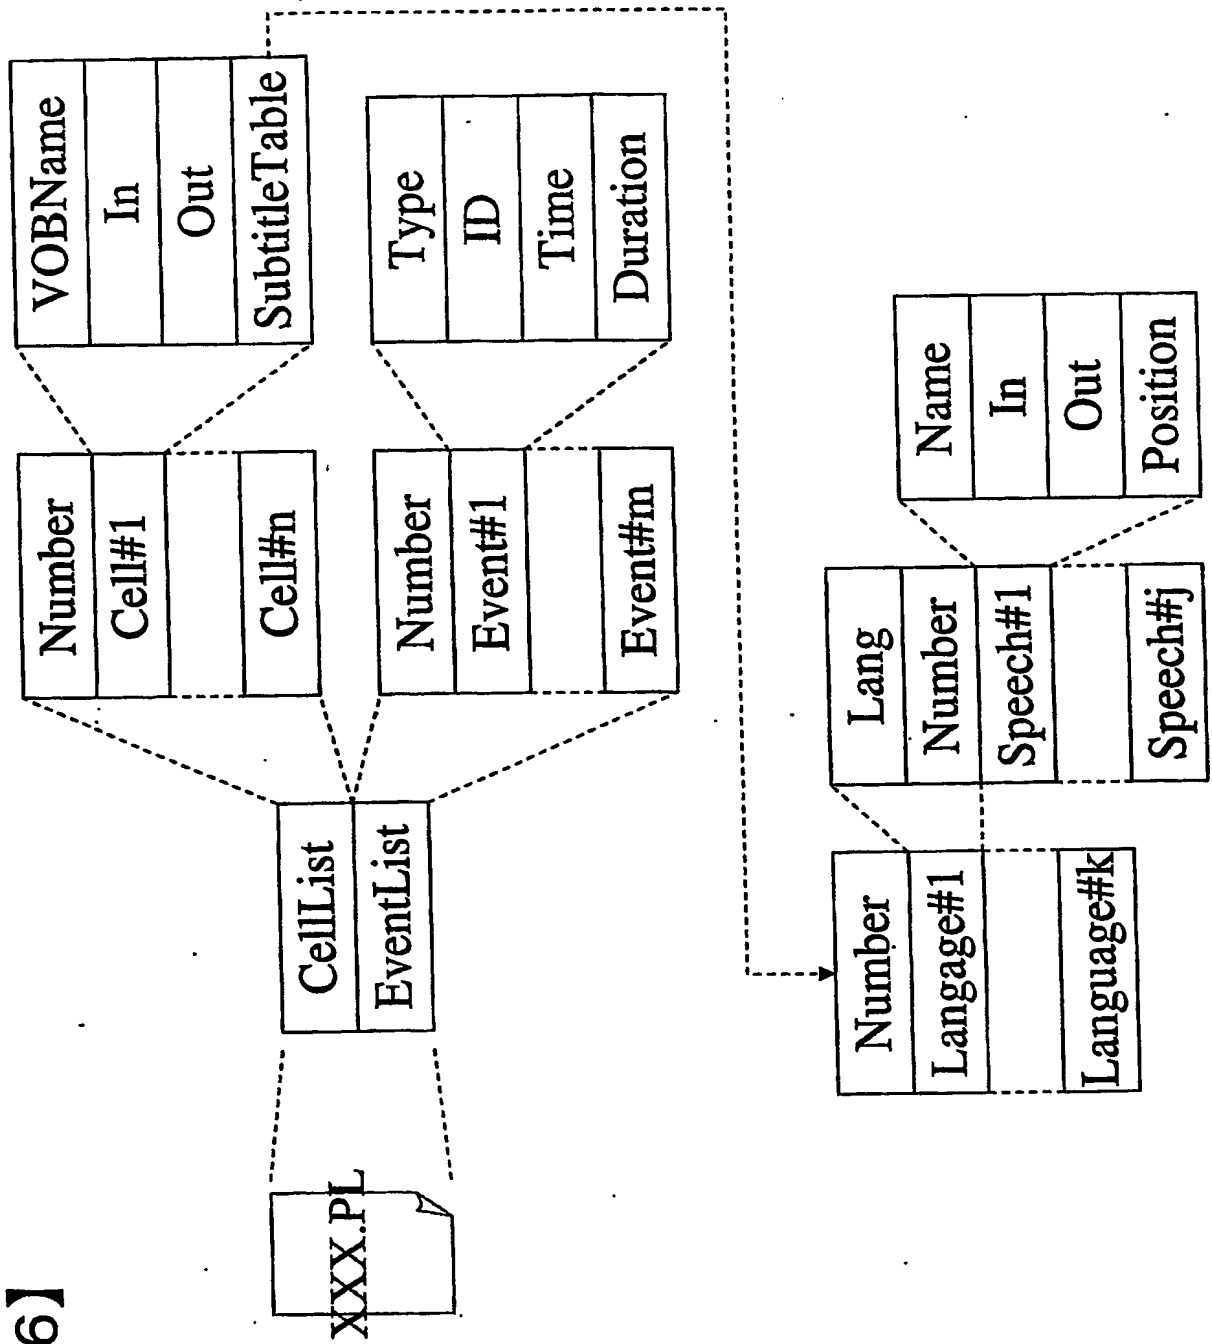 6】
XXX.PL
CellList
EventList
Number
Cell#1
Cell#n
Number
Event#1
Event#m
VOBName
In
Out
SubtitleTable
Type
ID
Time
Duration
Number
Langage#1
Language#k
Lang
Number
Speech#1
Speech#j
Name
In
Out
Position